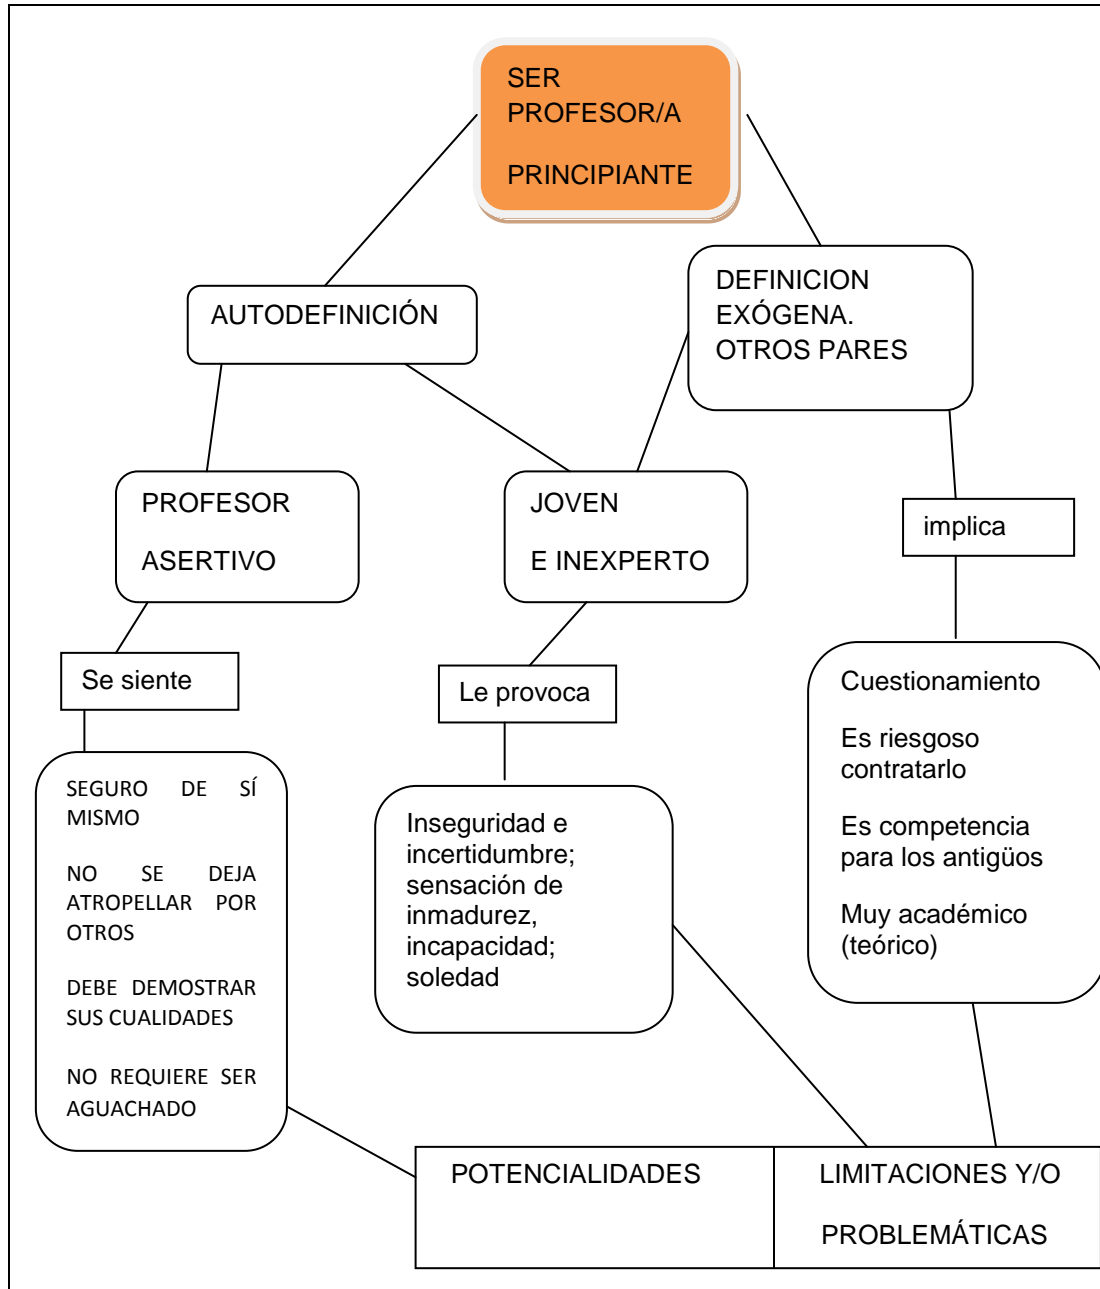 SER
PROFESOR/A
PRINCIPIANTE
AUTODEFINICIÓN
DEFINICION
EXÓGENA.
OTROS PARES
PROFESOR
ASERTIVO
JOVEN
E INEXPERTO
implica
Se siente
Le provoca
SEGURO DE SÍ
MISMO
NO SE DEJA
ATROPELLAR POR
OTROS
DEBE DEMOSTRAR
SUS CUALIDADES
NO REQUIERE SER
AGUACHADO
Inseguridad e
incertidumbre;
sensación de
inmadurez,
incapacidad;
soledad
Cuestionamiento
Es riesgoso
contratarlo
Es competencia
para los antigüos
Muy académico
(teórico)
POTENCIALIDADES
LIMITACIONES Y/O
PROBLEMÁTICAS